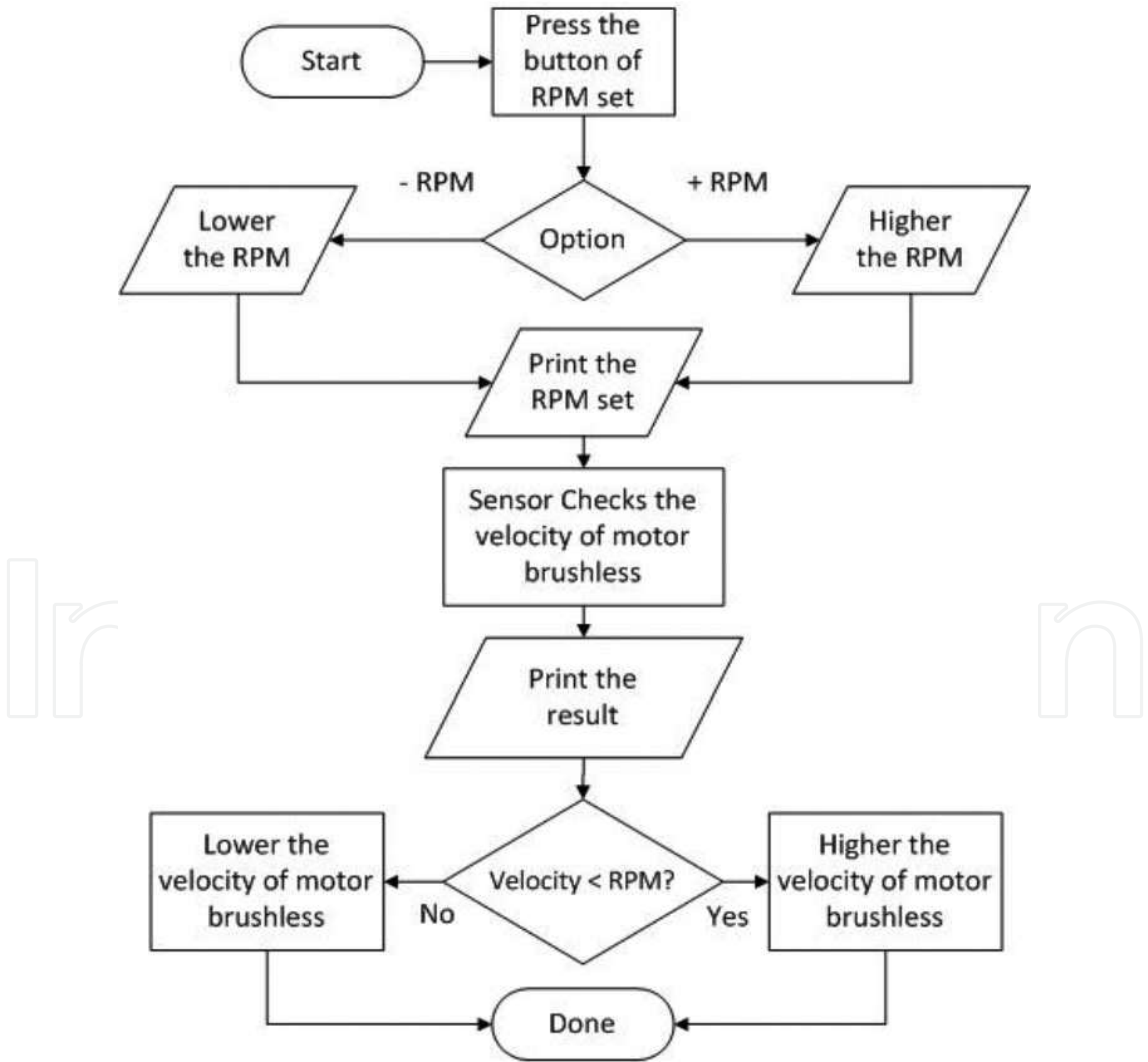 Start
Press the
button of
RPM set
- RPM
+ RPM
Lower
the RPM
Option
Higher
the RPM
Print the
RPM set
Sensor Checks the
velocity of motor
brushless
Print the
result
Lower the
velocity of motor
brushless
Velocity < RPM?
Higher the
velocity of motor
brushless
No
Yes
Done